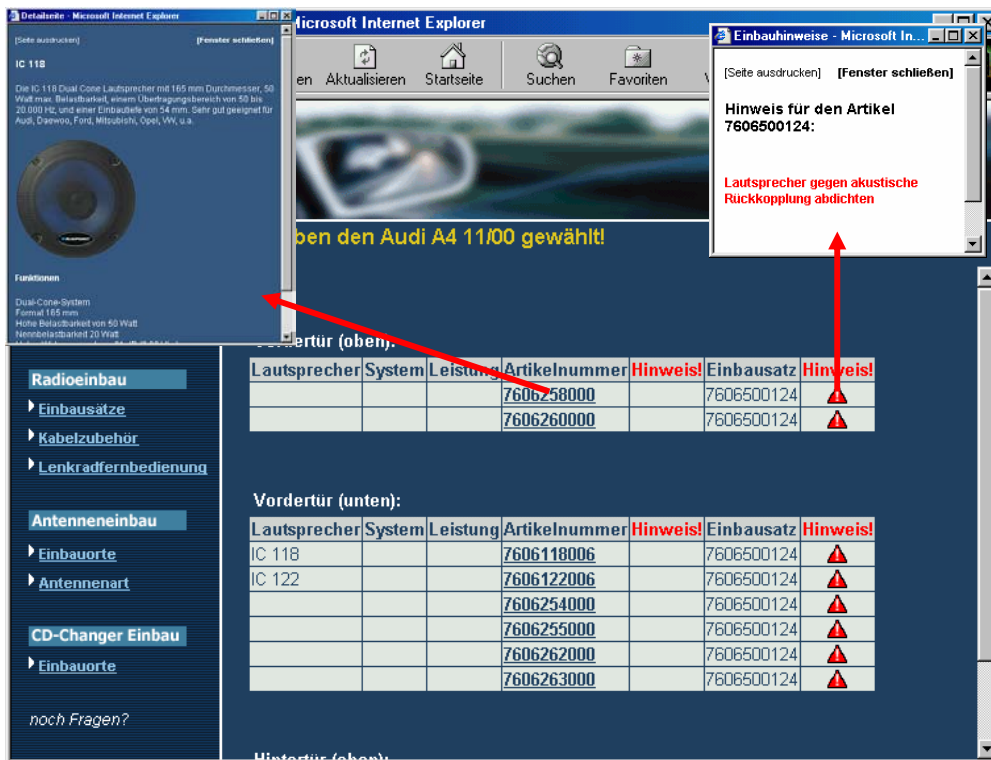 Detailseite - Microsoft Internet Explorer
[Seite ausdrucken] [Fenster schließen]
IC 118
Die IC 118 Dual Cone Lautsprecher mit 165 mm Durchmesser, 50
Watt max. Belastbarkeit, einem Übertragungsbereich von 50 bis
20.000 Hz, und einer Einbautiefe von 54 mm. Sehr gut geeignet für
Audi, Daewoo, Ford, Mitsubishi, Opel, VW, u.a.
BLAUPUNKT
Funktionen
Dual-Cone-System
Format 165 mm
Hohe Belastbarkeit von 50 Watt
Nennbelastbarkeit 20 Watt
Microsoft Internet Explorer
en Aktualisieren Startseite Suchen Favoriten
Einbauhinweise - Microsoft In...
[Seite ausdrucken] [Fenster schließen]
Hinweis für den Artikel
7606500124:
Lautsprecher gegen akustische
Rückkopplung abdichten
ben den Audi A4 11/00 gewählt!
Radioeinbau
Einbausätze
Kabelzubehör
Lenkradfernbedienung
Antenneneinbau
Einbauorte
Antennenart
CD-Changer Einbau
Einbauorte
noch Fragen?
Vordertür (oben):
Lautsprecher System Leistung Artikelnummer Hinweis! Einbausatz Hinweis!
7606258000 7606500124
7606260000 7606500124
Vordertür (unten):
Lautsprecher System Leistung Artikelnummer Hinweis! Einbausatz Hinweis!
IC 118 7606118006 7606500124
IC 122 7606122006 7606500124
7606254000 7606500124
7606255000 7606500124
7606262000 7606500124
7606263000 7606500124
Hintertür (oben):